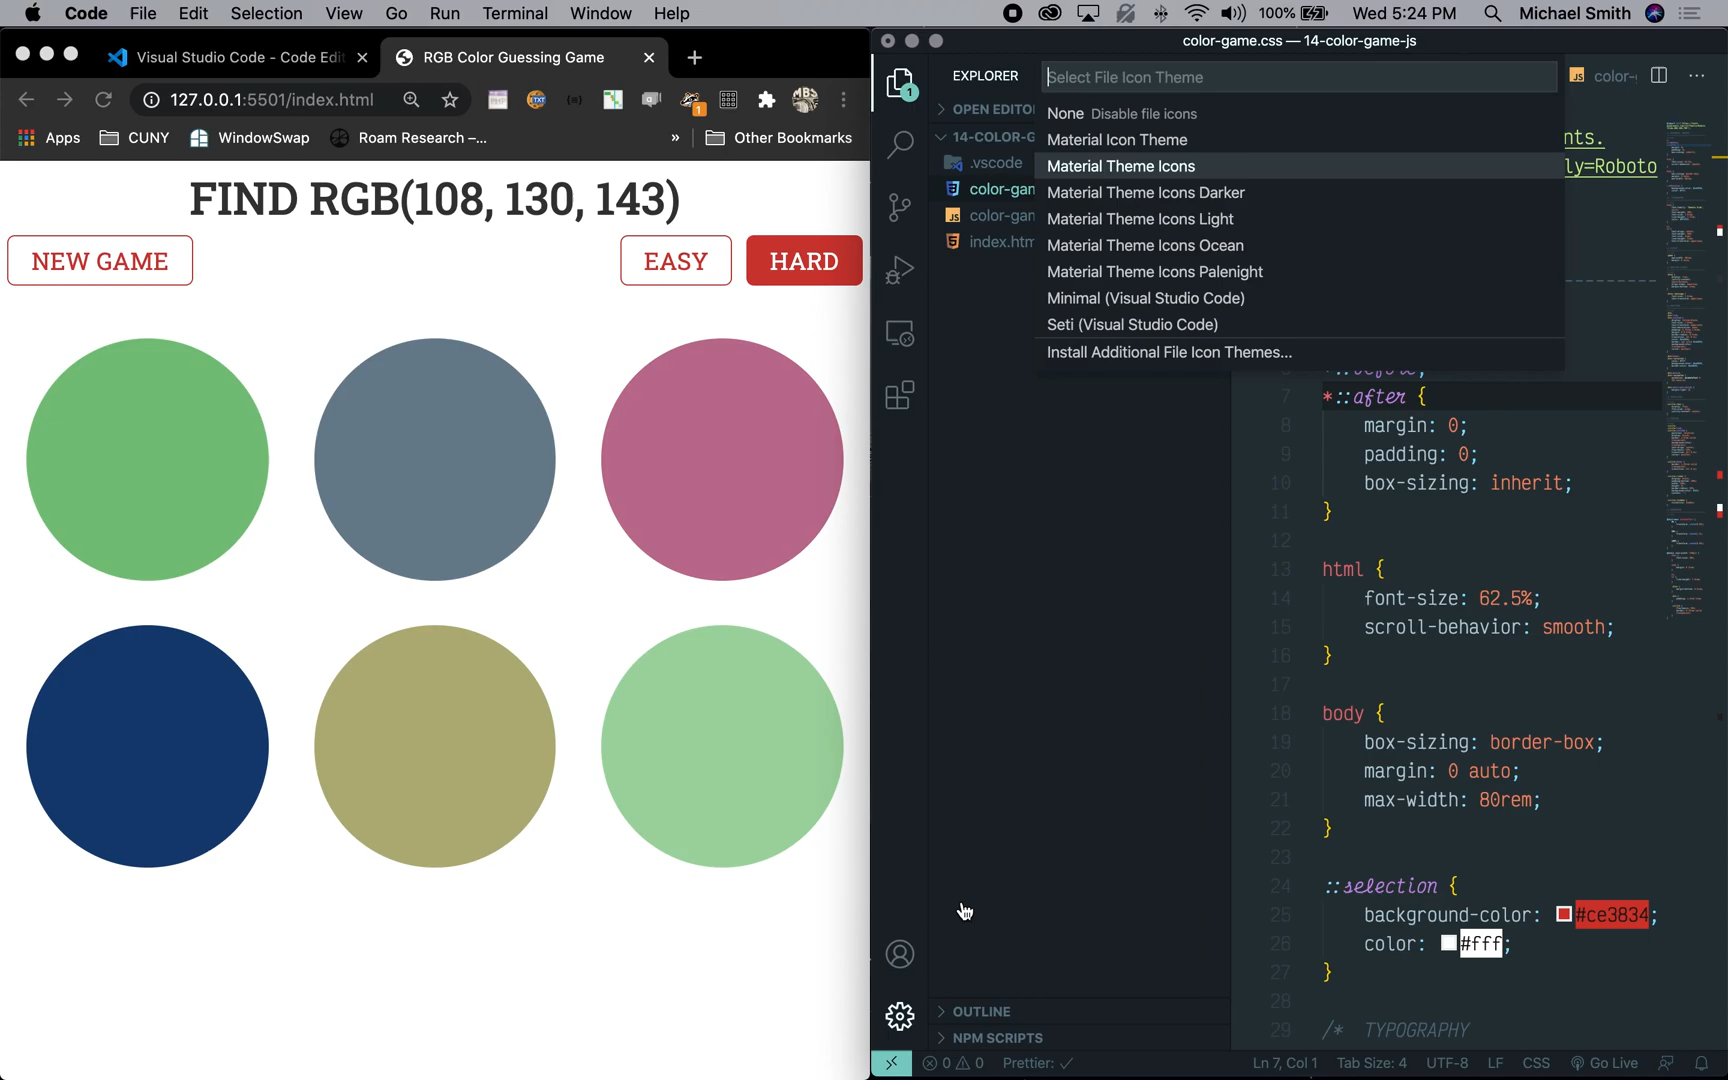 Code File Edit Selection View Go Run Terminal Window Help 100% Wed 5:24 PM Michael Smith
Visual Studio Code - Code Edit
RGB Color Guessing Game
127.0.0.1:5501/index.html
Apps CUNY WindowSwap Roam Research –... » Other Bookmarks
FIND RGB(108, 130, 143)
NEW GAME EASY HARD
color-game.css — 14-color-game-js
EXPLORER
OPEN EDITO
14-COLOR-G
.vscode
color-gam
JS color-gam
index.htm
1
Select File Icon Theme
None Disable file icons
Material Icon Theme
Material Theme Icons
Material Theme Icons Darker
Material Theme Icons Light
Material Theme Icons Ocean
Material Theme Icons Palenight
Minimal (Visual Studio Code)
Seti (Visual Studio Code)
Install Additional File Icon Themes...
JS color-
nts.
ly=Roboto
7 *::after {
8 margin: 0;
9 padding: 0;
10 box-sizing: inherit;
11 }
12
13 html {
14 font-size: 62.5%;
15 scroll-behavior: smooth;
16 }
17
18 body {
19 box-sizing: border-box;
20 margin: 0 auto;
21 max-width: 80rem;
22 }
23
24 ::selection {
25 background-color: #ce3834;
26 color: #fff;
27 }
28
29 /* TYPOGRAPHY
OUTLINE
NPM SCRIPTS
0 0 Prettier: ✓ Ln 7, Col 1 Tab Size: 4 UTF-8 LF CSS Go Live